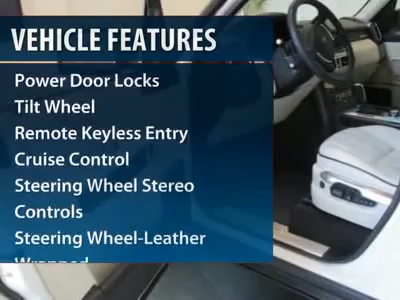 VEHICLE FEATURES
Power Door Locks
Tilt Wheel
Remote Keyless Entry
Cruise Control
Steering Wheel Stereo
Controls
Steering Wheel-Leather
Wrapped